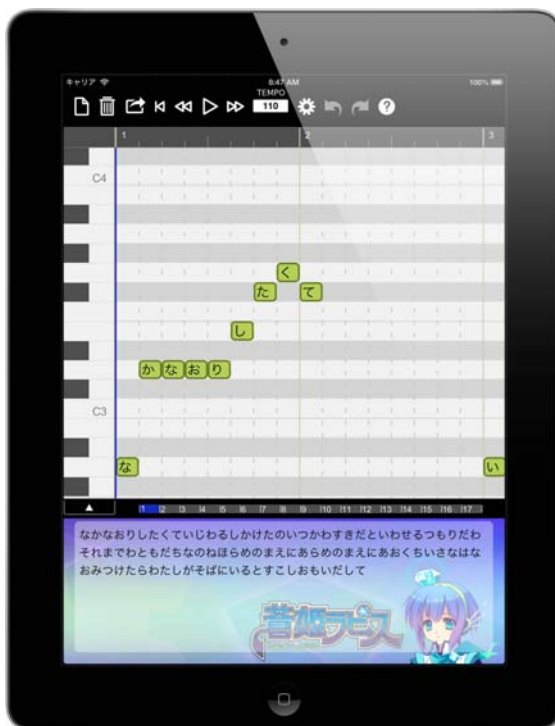 キャリア 8:47 AM 100%
TEMPO
110
1 2 3
C4
く
た て
し
か な お り
C3
な い
1 2 3 4 5 6 7 8 9 10 11 12 13 14 15 16 17
なかなおりしたくていじわるしかけたのいつかわすきだといわせるつもりだわ
それまでわともだちなのねほらめのまえにあらめのまえにあおくちいさなはな
おみつけたらわたしがそばにいるとすこしおもいだして
蒼姫ラピス